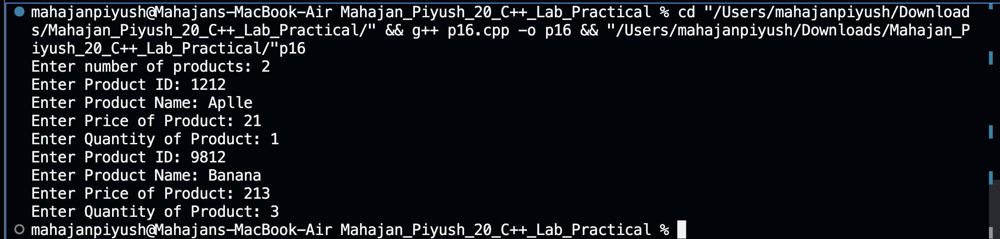 mahajanpiyush@Mahajans-MacBook-Air Mahajan_Piyush_20_C++_Lab_Practical % cd "/Users/mahajanpiyush/Download
s/Mahajan_Piyush_20_C++_Lab_Practical/" && g++ p16.cpp -o p16 && "/Users/mahajanpiyush/Downloads/Mahajan_P
iyush_20_C++_Lab_Practical/"p16
Enter number of products: 2
Enter Product ID: 1212
Enter Product Name: Aplle
Enter Price of Product: 21
Enter Quantity of Product: 1
Enter Product ID: 9812
Enter Product Name: Banana
Enter Price of Product: 213
Enter Quantity of Product: 3
mahajanpiyush@Mahajans-MacBook-Air Mahajan_Piyush_20_C++_Lab_Practical %